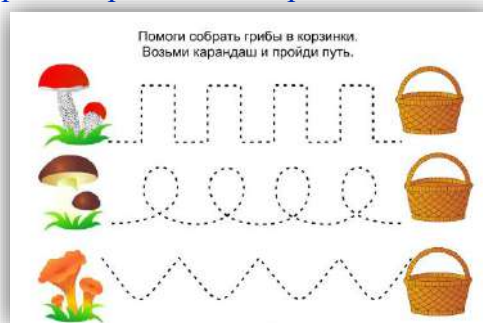 Помоги собрать грибы в корзинки.
Возьми карандаш и пройди путь.